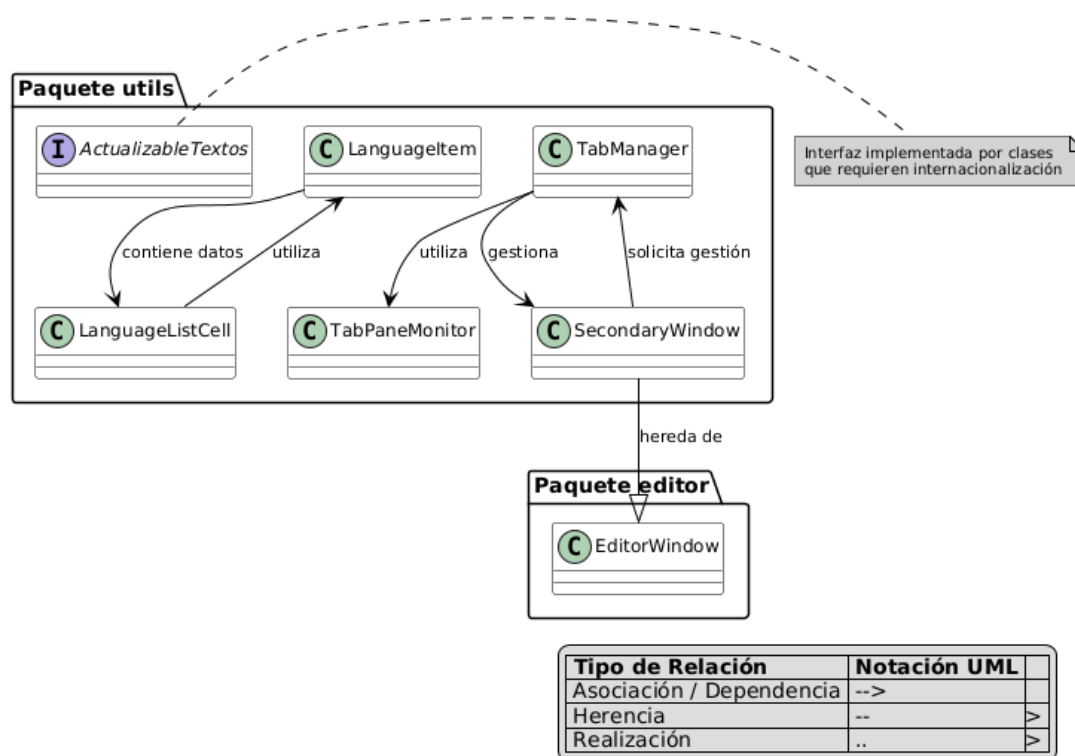 Paquete utils
I ActualizableTextos
C LanguageItem
C TabManager
Interfaz implementada por clases
que requieren internacionalización
contiene datos
utiliza
utiliza
gestiona
solicita gestión
C LanguageListCell
C TabPaneMonitor
C SecondaryWindow
hereda de
Paquete editor
C EditorWindow
Tipo de Relación Notación UML
Asociación / Dependencia -->
Herencia -- >
Realización .. >